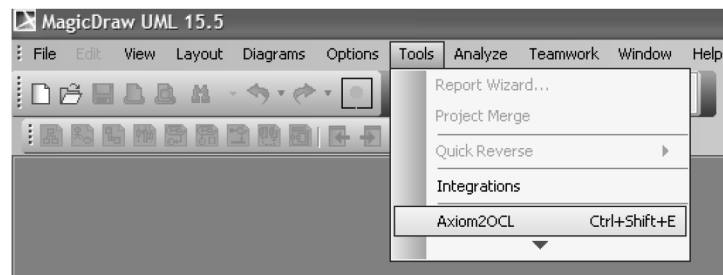 MagicDraw UML 15.5
File Edit View Layout Diagrams Options Tools Analyze Teamwork Window Help
Report Wizard...
Project Merge
Quick Reverse
Integrations
Axiom2OCL Ctrl+Shift+E